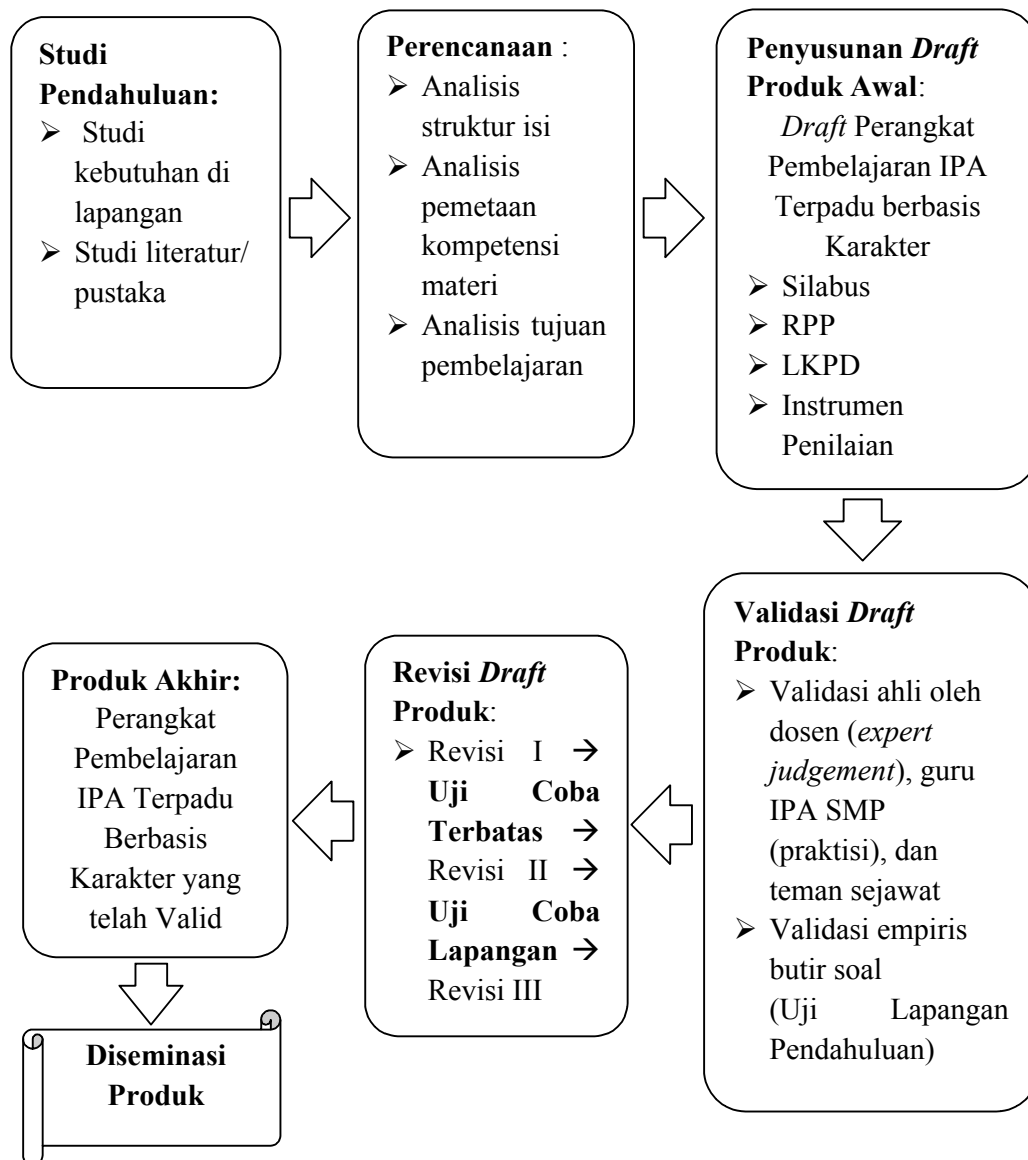 Studi
Pendahuluan:
➢ Studi
kebutuhan di
lapangan
➢ Studi literatur/
pustaka
Perencanaan :
➢ Analisis
struktur isi
➢ Analisis
pemetaan
kompetensi
materi
➢ Analisis tujuan
pembelajaran
Penyusunan Draft
Produk Awal:
Draft Perangkat
Pembelajaran IPA
Terpadu berbasis
Karakter
➢ Silabus
➢ RPP
➢ LKPD
➢ Instrumen
Penilaian
Validasi Draft
Produk:
➢ Validasi ahli oleh
dosen (expert
judgement), guru
IPA SMP
(praktisi), dan
teman sejawat
➢ Validasi empiris
butir soal
(Uji Lapangan
Pendahuluan)
Revisi Draft
Produk:
➢ Revisi I →
Uji Coba
Terbatas →
Revisi II →
Uji Coba
Lapangan →
Revisi III
Produk Akhir:
Perangkat
Pembelajaran
IPA Terpadu
Berbasis
Karakter yang
telah Valid
Diseminasi
Produk